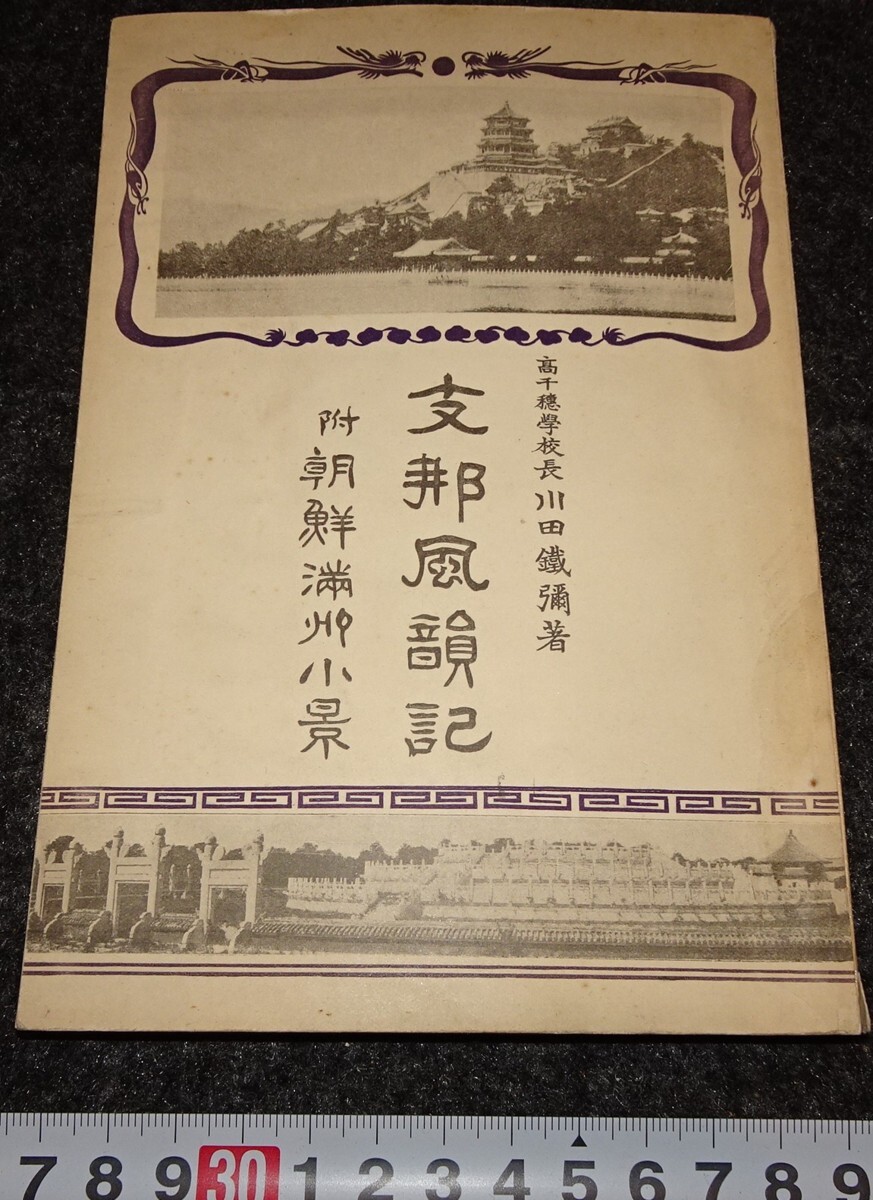 高千穗學校長 川田鐵彌著
支那風韻記
附朝鮮滿州小景
7 8 9 30 1 2 3 4 5 6 7 8 9